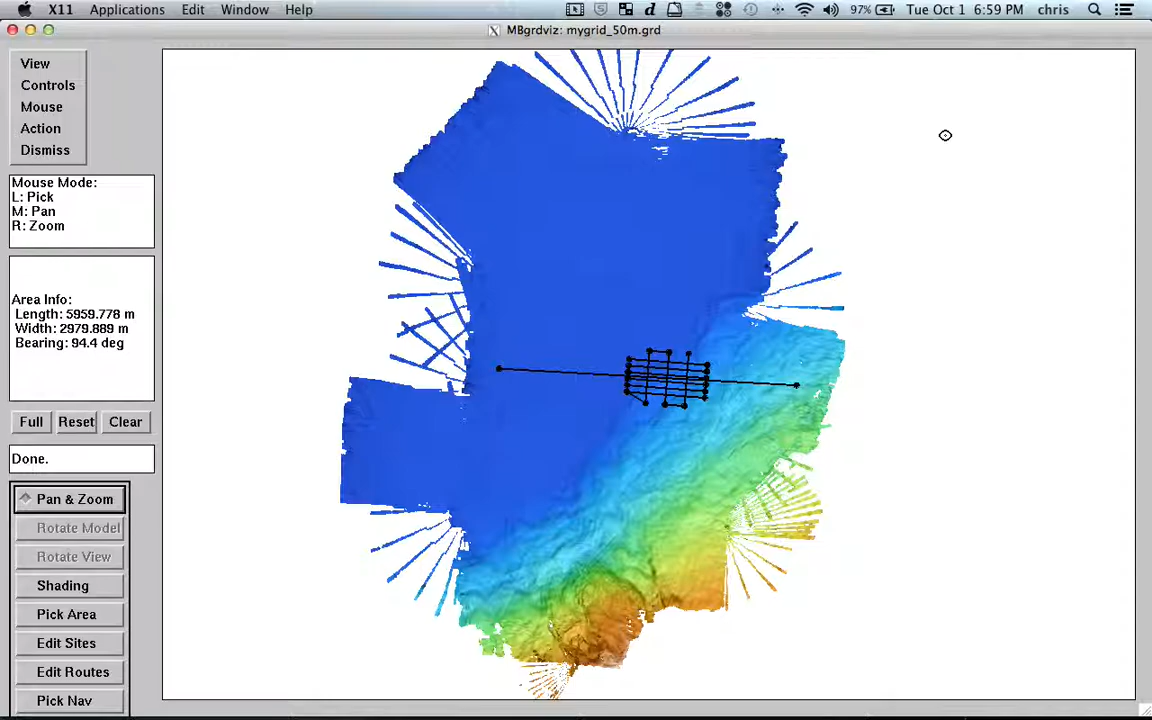 X11 Applications Edit Window Help 97% Tue Oct 1 6:59 PM chris
MBgrdviz: mygrid_50m.grd
View
Controls
Mouse
Action
Dismiss
Mouse Mode:
L: Pick
M: Pan
R: Zoom
Area Info:
Length: 5959.778 m
Width: 2979.889 m
Bearing: 94.4 deg
Full Reset Clear
Done.
Pan & Zoom
Rotate Model
Rotate View
Shading
Pick Area
Edit Sites
Edit Routes
Pick Nav